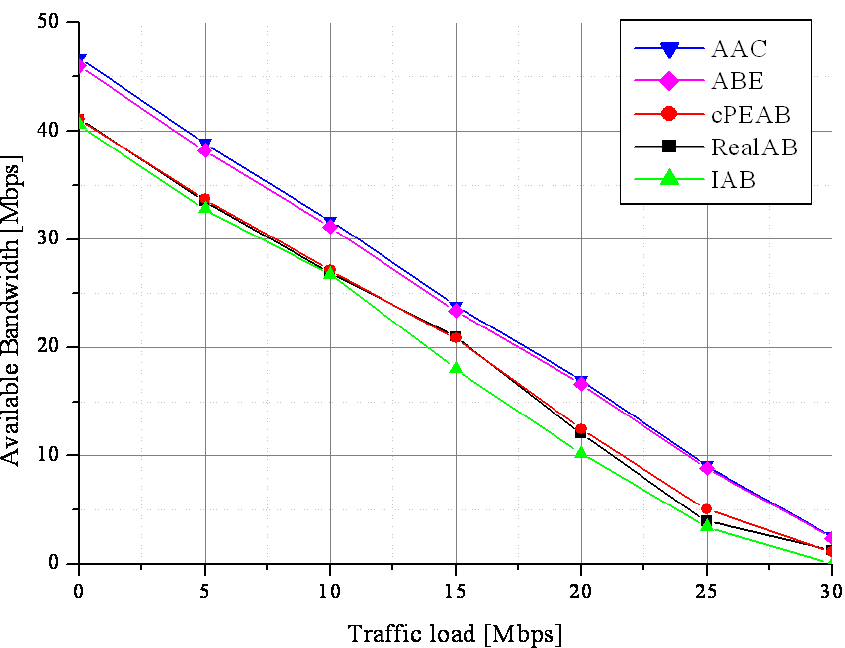 50
40
30
20
10
0
Available Bandwidth [Mbps]
AAC
ABE
cPEAB
RealAB
IAB
0 5 10 15 20 25 30
Traffic load [Mbps]